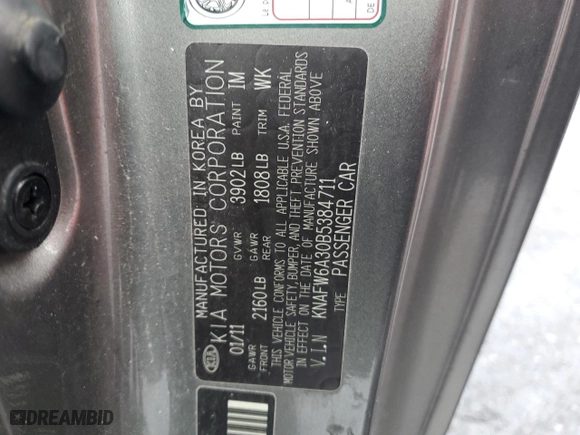 MANUFACTURED IN KOREA BY
KIA MOTORS CORPORATION
KIA
01/11 GVWR 3902LB PAINT IM
GAWR FRONT 2160LB GAWR REAR 1808LB TRIM WK
THIS VEHICLE CONFORMS TO ALL APPLICABLE U.S.A. FEDERAL
MOTOR VEHICLE SAFETY, BUMPER, AND THEFT PREVENTION STANDARDS
IN EFFECT ON THE DATE OF MANUFACTURE SHOWN ABOVE
V.I.N KNAFW6A30B5384711
TYPE PASSENGER CAR
DREAMBID